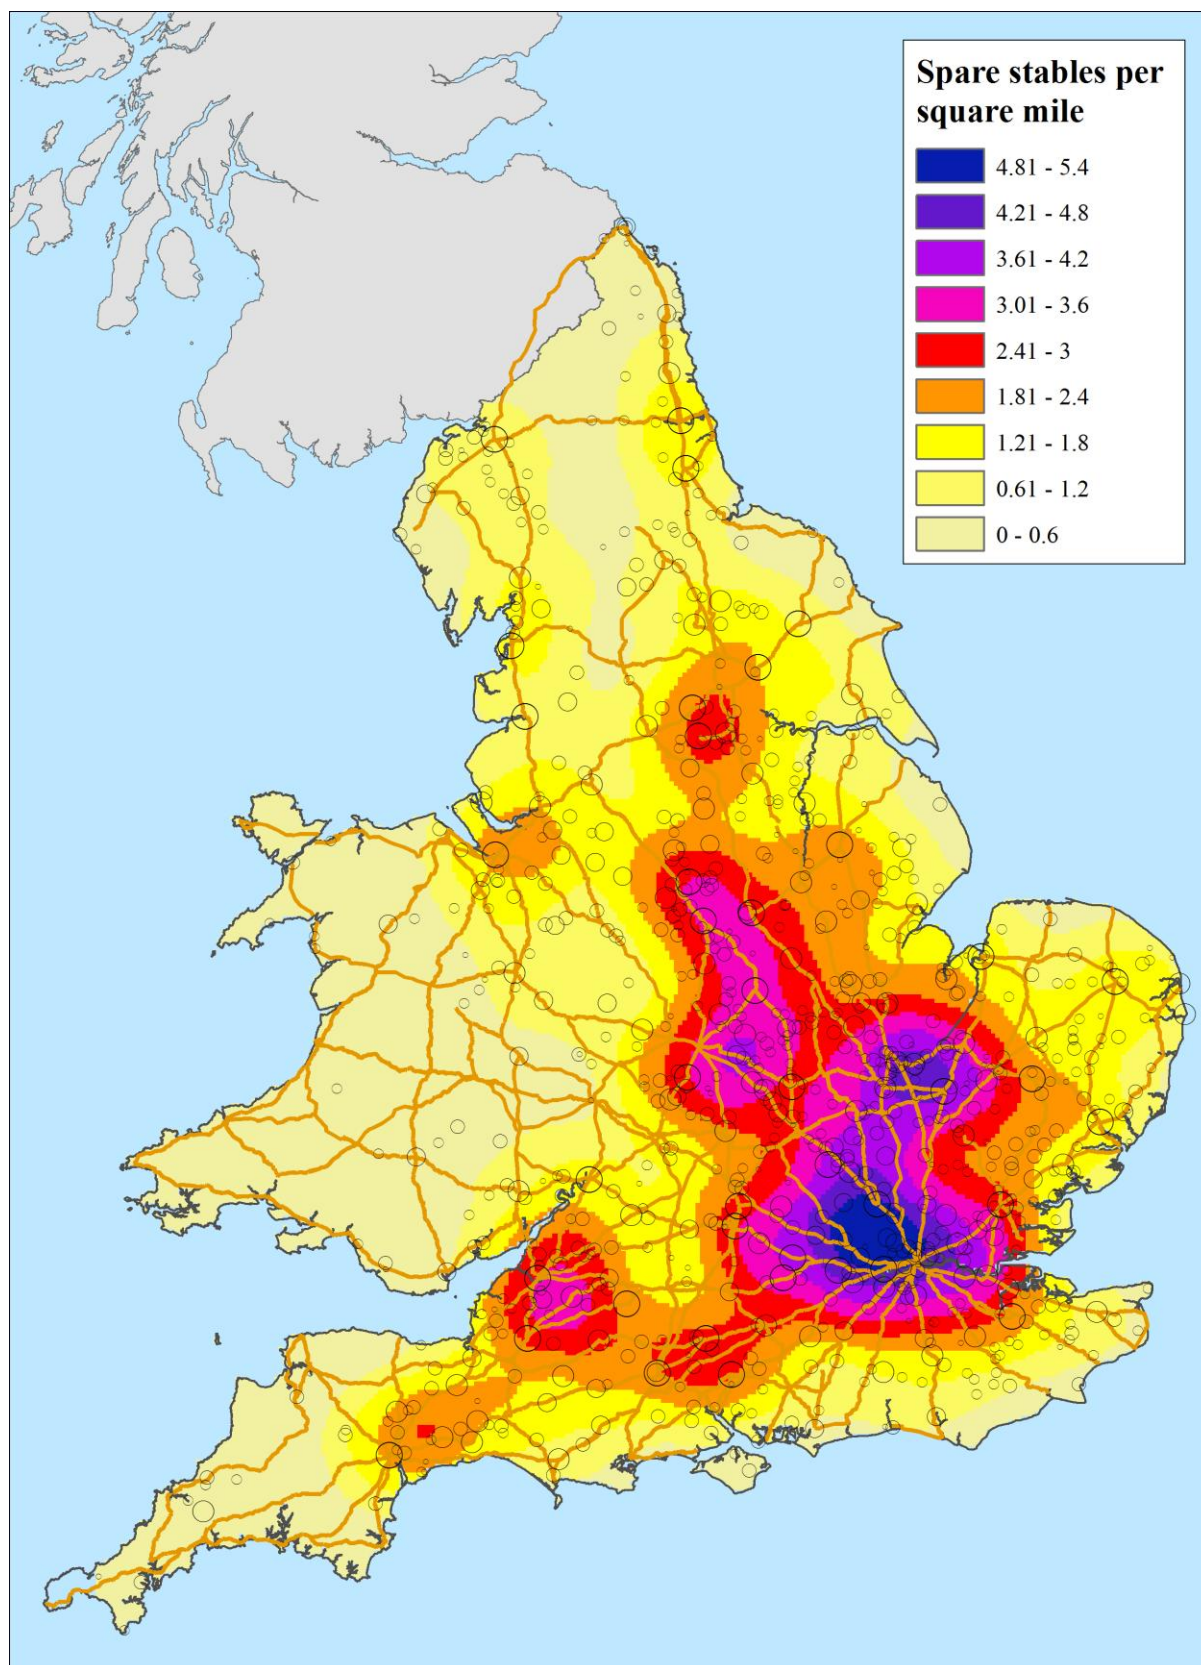 Spare stables per
square mile
4.81 - 5.4
4.21 - 4.8
3.61 - 4.2
3.01 - 3.6
2.41 - 3
1.81 - 2.4
1.21 - 1.8
0.61 - 1.2
0 - 0.6